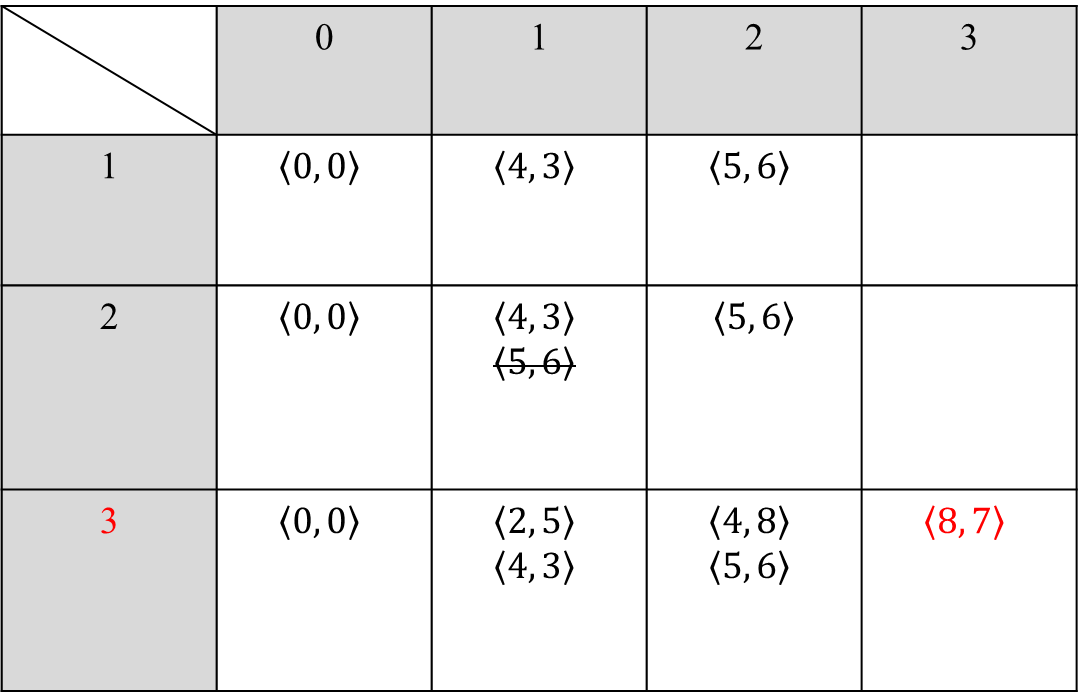 0 1 2 3
1 ⟨0, 0⟩ ⟨4, 3⟩ ⟨5, 6⟩
2 ⟨0, 0⟩ ⟨4, 3⟩ ⟨5, 6⟩
⟨5, 6⟩
3 ⟨0, 0⟩ ⟨2, 5⟩ ⟨4, 8⟩ ⟨8, 7⟩
⟨4, 3⟩ ⟨5, 6⟩